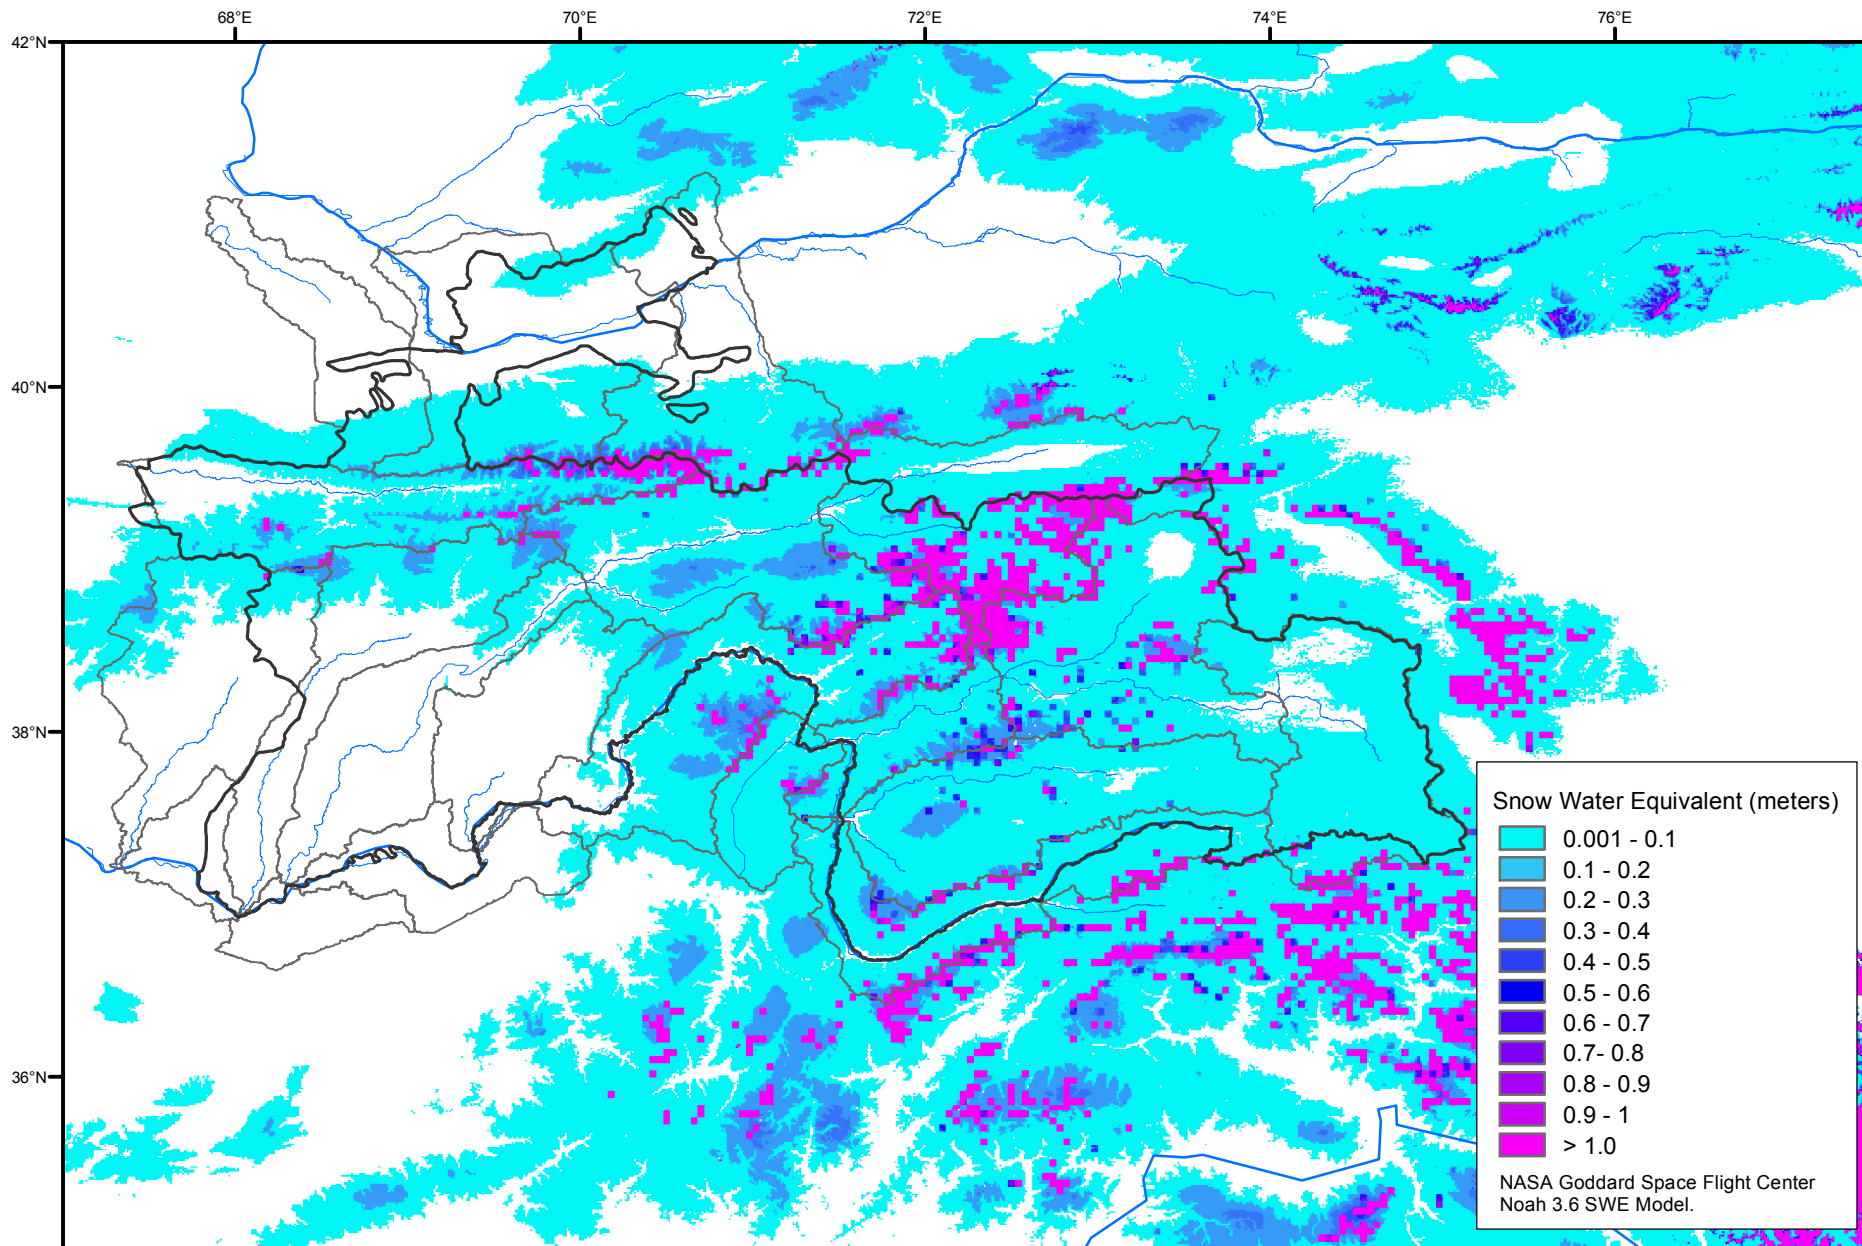 68°E
70°E
72°E
74°E
76°E
42°N
40°N
38°N
36°N
Snow Water Equivalent (meters)
0.001 - 0.1
0.1 - 0.2
0.2 - 0.3
0.3 - 0.4
0.4 - 0.5
0.5 - 0.6
0.6 - 0.7
0.7- 0.8
0.8 - 0.9
0.9 - 1
> 1.0
NASA Goddard Space Flight Center
Noah 3.6 SWE Model.